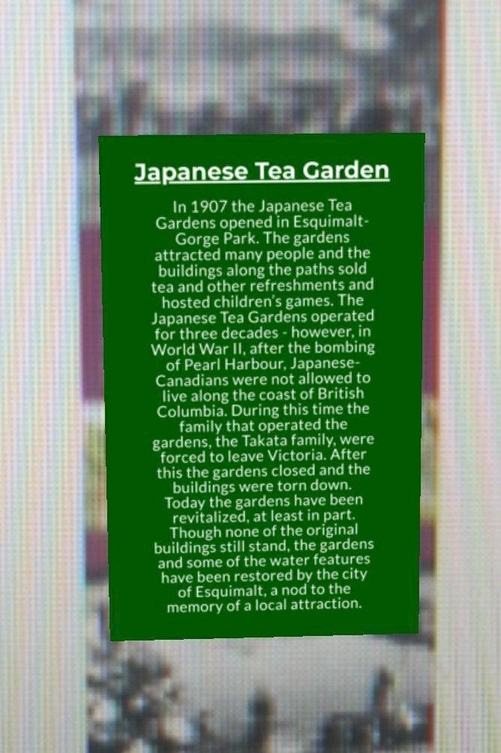 Japanese Tea Garden
In 1907 the Japanese Tea
Gardens opened in Esquimalt-
Gorge Park. The gardens
attracted many people and the
buildings along the paths sold
tea and other refreshments and
hosted children's games. The
Japanese Tea Gardens operated
for three decades - however, in
World War II, after the bombing
of Pearl Harbour, Japanese-
Canadians were not allowed to
live along the coast of British
Columbia. During this time the
family that operated the
gardens, the Takata family, were
forced to leave Victoria. After
this the gardens closed and the
buildings were torn down.
Today the gardens have been
revitalized, at least in part.
Though none of the original
buildings still stand, the gardens
and some of the water features
have been restored by the city
of Esquimalt, a nod to the
memory of a local attraction.